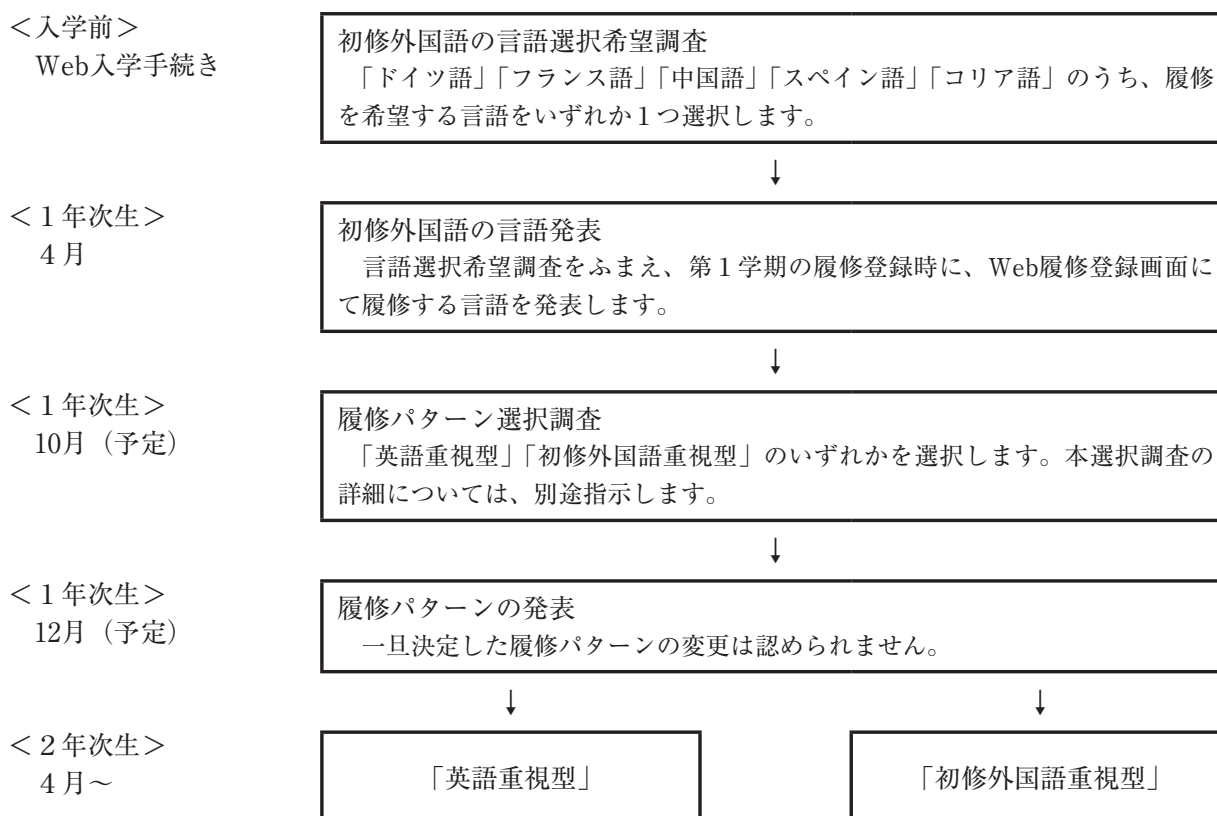 ＜入学前＞
Web入学手続き
初修外国語の言語選択希望調査
「ドイツ語」「フランス語」「中国語」「スペイン語」「コリア語」のうち、履修
を希望する言語をいずれか１つ選択します。
↓
＜１年次生＞
４月
初修外国語の言語発表
言語選択希望調査をふまえ、第１学期の履修登録時に、Web履修登録画面に
て履修する言語を発表します。
↓
＜１年次生＞
10月（予定）
履修パターン選択調査
「英語重視型」「初修外国語重視型」のいずれかを選択します。本選択調査の
詳細については、別途指示します。
↓
＜１年次生＞
12月（予定）
履修パターンの発表
一旦決定した履修パターンの変更は認められません。
↓ ↓
＜２年次生＞
４月～
「英語重視型」
「初修外国語重視型」